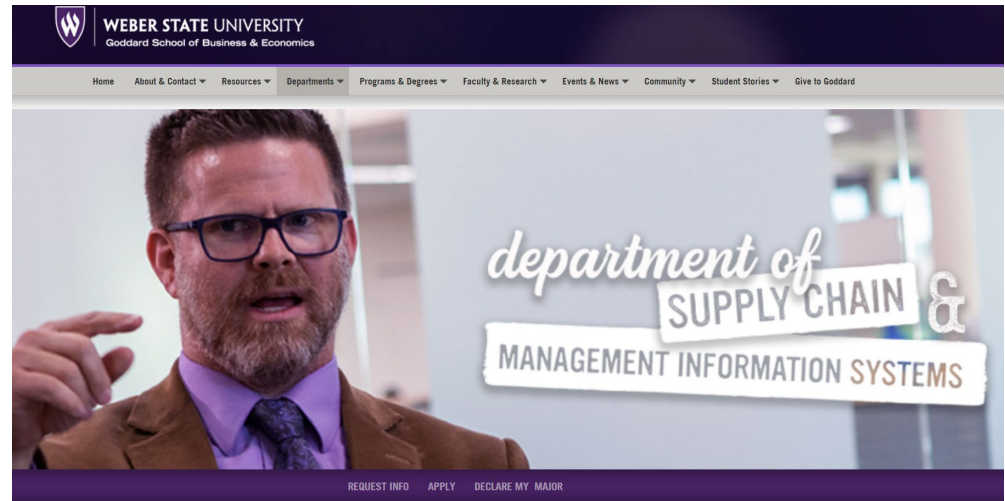 WEBER STATE UNIVERSITY
Goddard School of Business & Economics
Home About & Contact Resources Departments Programs & Degrees Faculty & Research Events & News Community Student Stories Give to Goddard
department of
SUPPLY CHAIN &
MANAGEMENT INFORMATION SYSTEMS
REQUEST INFO APPLY DECLARE MY MAJOR